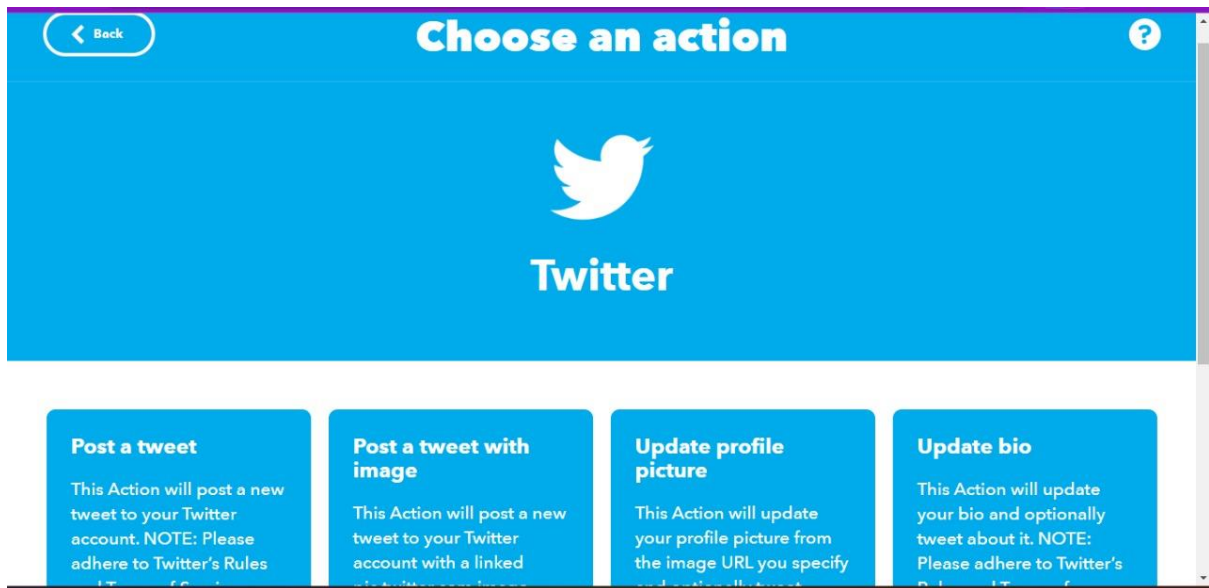 Back
Choose an action
?
Twitter
Post a tweet
This Action will post a new
tweet to your Twitter
account. NOTE: Please
adhere to Twitter's Rules
Post a tweet with
image
This Action will post a new
tweet to your Twitter
account with a linked
Update profile
picture
This Action will update
your profile picture from
the image URL you specify
Update bio
This Action will update
your bio and optionally
tweet about it. NOTE:
Please adhere to Twitter's